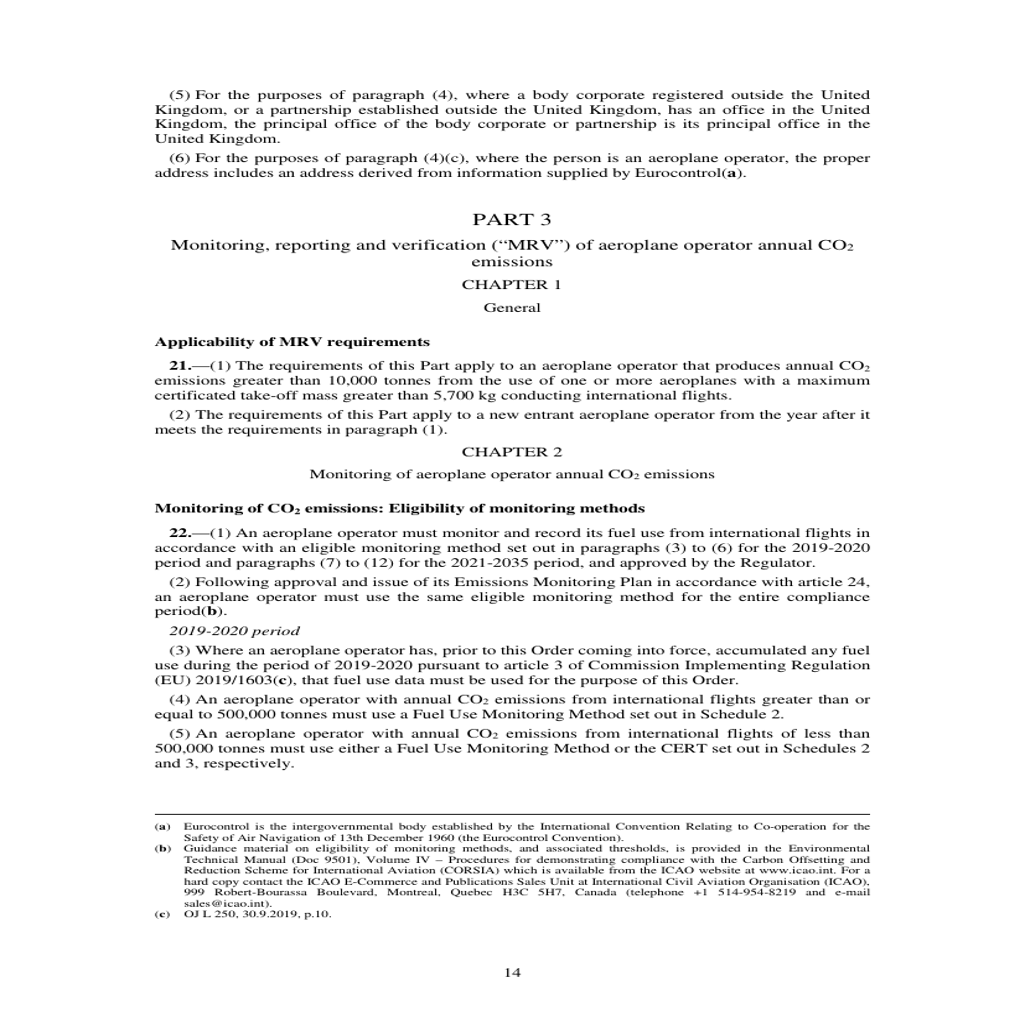 (5) For the purposes of paragraph (4), where a body corporate registered outside the United
Kingdom, or a partnership established outside the United Kingdom, has an office in the United
Kingdom, the principal office of the body corporate or partnership is its principal office in the
United Kingdom.
(6) For the purposes of paragraph (4)(c), where the person is an aeroplane operator, the proper
address includes an address derived from information supplied by Eurocontrol(a).
PART 3
Monitoring, reporting and verification (“MRV”) of aeroplane operator annual CO₂
emissions
CHAPTER 1
General
Applicability of MRV requirements
21.—(1) The requirements of this Part apply to an aeroplane operator that produces annual CO₂
emissions greater than 10,000 tonnes from the use of one or more aeroplanes with a maximum
certificated take-off mass greater than 5,700 kg conducting international flights.
(2) The requirements of this Part apply to a new entrant aeroplane operator from the year after it
meets the requirements in paragraph (1).
CHAPTER 2
Monitoring of aeroplane operator annual CO₂ emissions
Monitoring of CO₂ emissions: Eligibility of monitoring methods
22.—(1) An aeroplane operator must monitor and record its fuel use from international flights in
accordance with an eligible monitoring method set out in paragraphs (3) to (6) for the 2019-2020
period and paragraphs (7) to (12) for the 2021-2035 period, and approved by the Regulator.
(2) Following approval and issue of its Emissions Monitoring Plan in accordance with article 24,
an aeroplane operator must use the same eligible monitoring method for the entire compliance
period(b).
2019-2020 period
(3) Where an aeroplane operator has, prior to this Order coming into force, accumulated any fuel
use during the period of 2019-2020 pursuant to article 3 of Commission Implementing Regulation
(EU) 2019/1603(c), that fuel use data must be used for the purpose of this Order.
(4) An aeroplane operator with annual CO₂ emissions from international flights greater than or
equal to 500,000 tonnes must use a Fuel Use Monitoring Method set out in Schedule 2.
(5) An aeroplane operator with annual CO₂ emissions from international flights of less than
500,000 tonnes must use either a Fuel Use Monitoring Method or the CERT set out in Schedules 2
and 3, respectively.
(a) Eurocontrol is the intergovernmental body established by the International Convention Relating to Co-operation for the
Safety of Air Navigation of 13th December 1960 (the Eurocontrol Convention).
(b) Guidance material on eligibility of monitoring methods, and associated thresholds, is provided in the Environmental
Technical Manual (Doc 9501), Volume IV – Procedures for demonstrating compliance with the Carbon Offsetting and
Reduction Scheme for International Aviation (CORSIA) which is available from the ICAO website at www.icao.int. For a
hard copy contact the ICAO E-Commerce and Publications Sales Unit at International Civil Aviation Organisation (ICAO),
999 Robert-Bourassa Boulevard, Montreal, Quebec H3C 5H7, Canada (telephone +1 514-954-8219 and e-mail
sales@icao.int).
(c) OJ L 250, 30.9.2019, p.10.
14